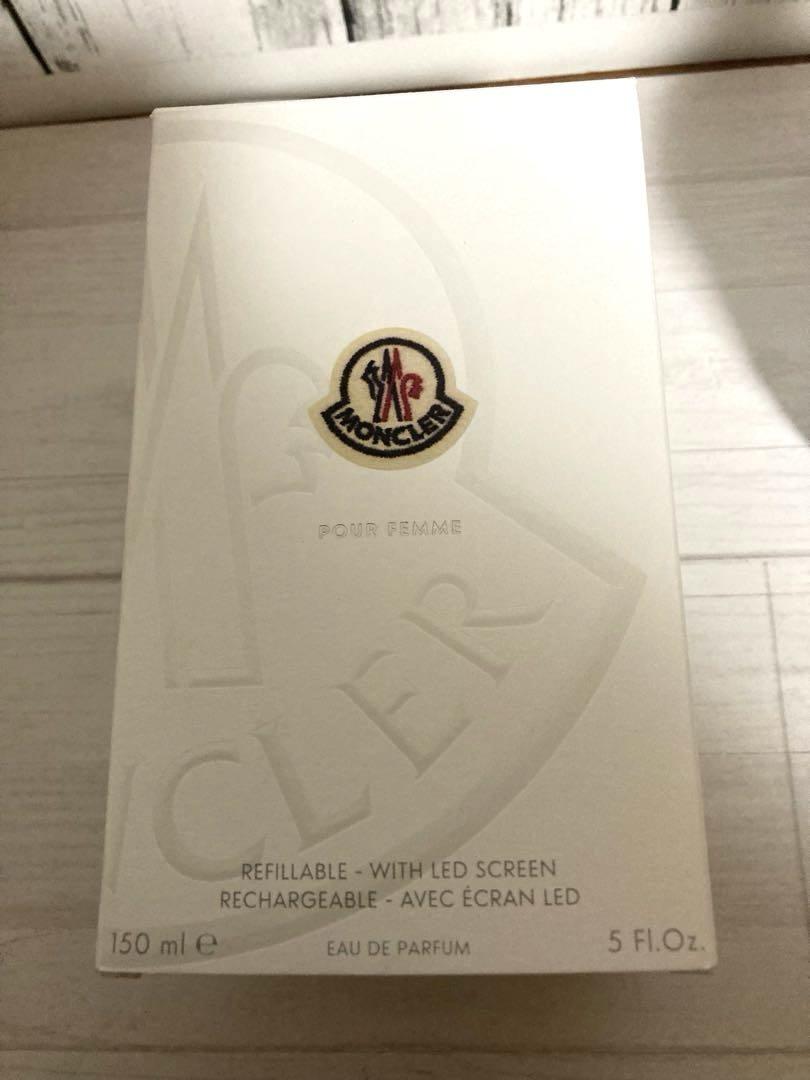 MONCLER
POUR FEMME
NCLER
REFILLABLE - WITH LED SCREEN
RECHARGEABLE - AVEC ÉCRAN LED
150 ml ℮
EAU DE PARFUM
5 Fl.Oz.